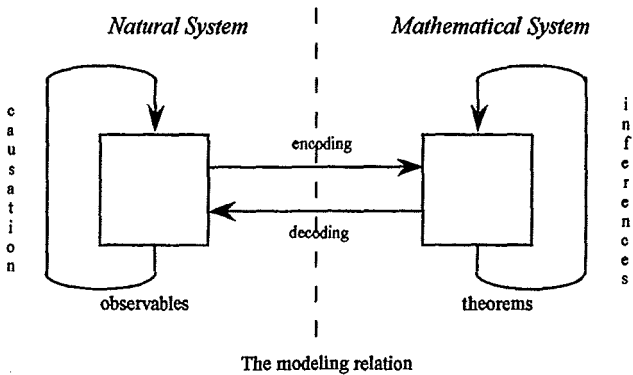 Natural System
Mathematical System
causation
inferences
encoding
decoding
observables
theorems
The modeling relation